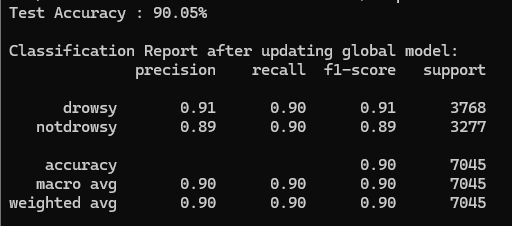 Test Accuracy : 90.05%
Classification Report after updating global model:
precision recall f1-score support
drowsy 0.91 0.90 0.91 3768
notdrowsy 0.89 0.90 0.89 3277
accuracy 0.90 7045
macro avg 0.90 0.90 0.90 7045
weighted avg 0.90 0.90 0.90 7045